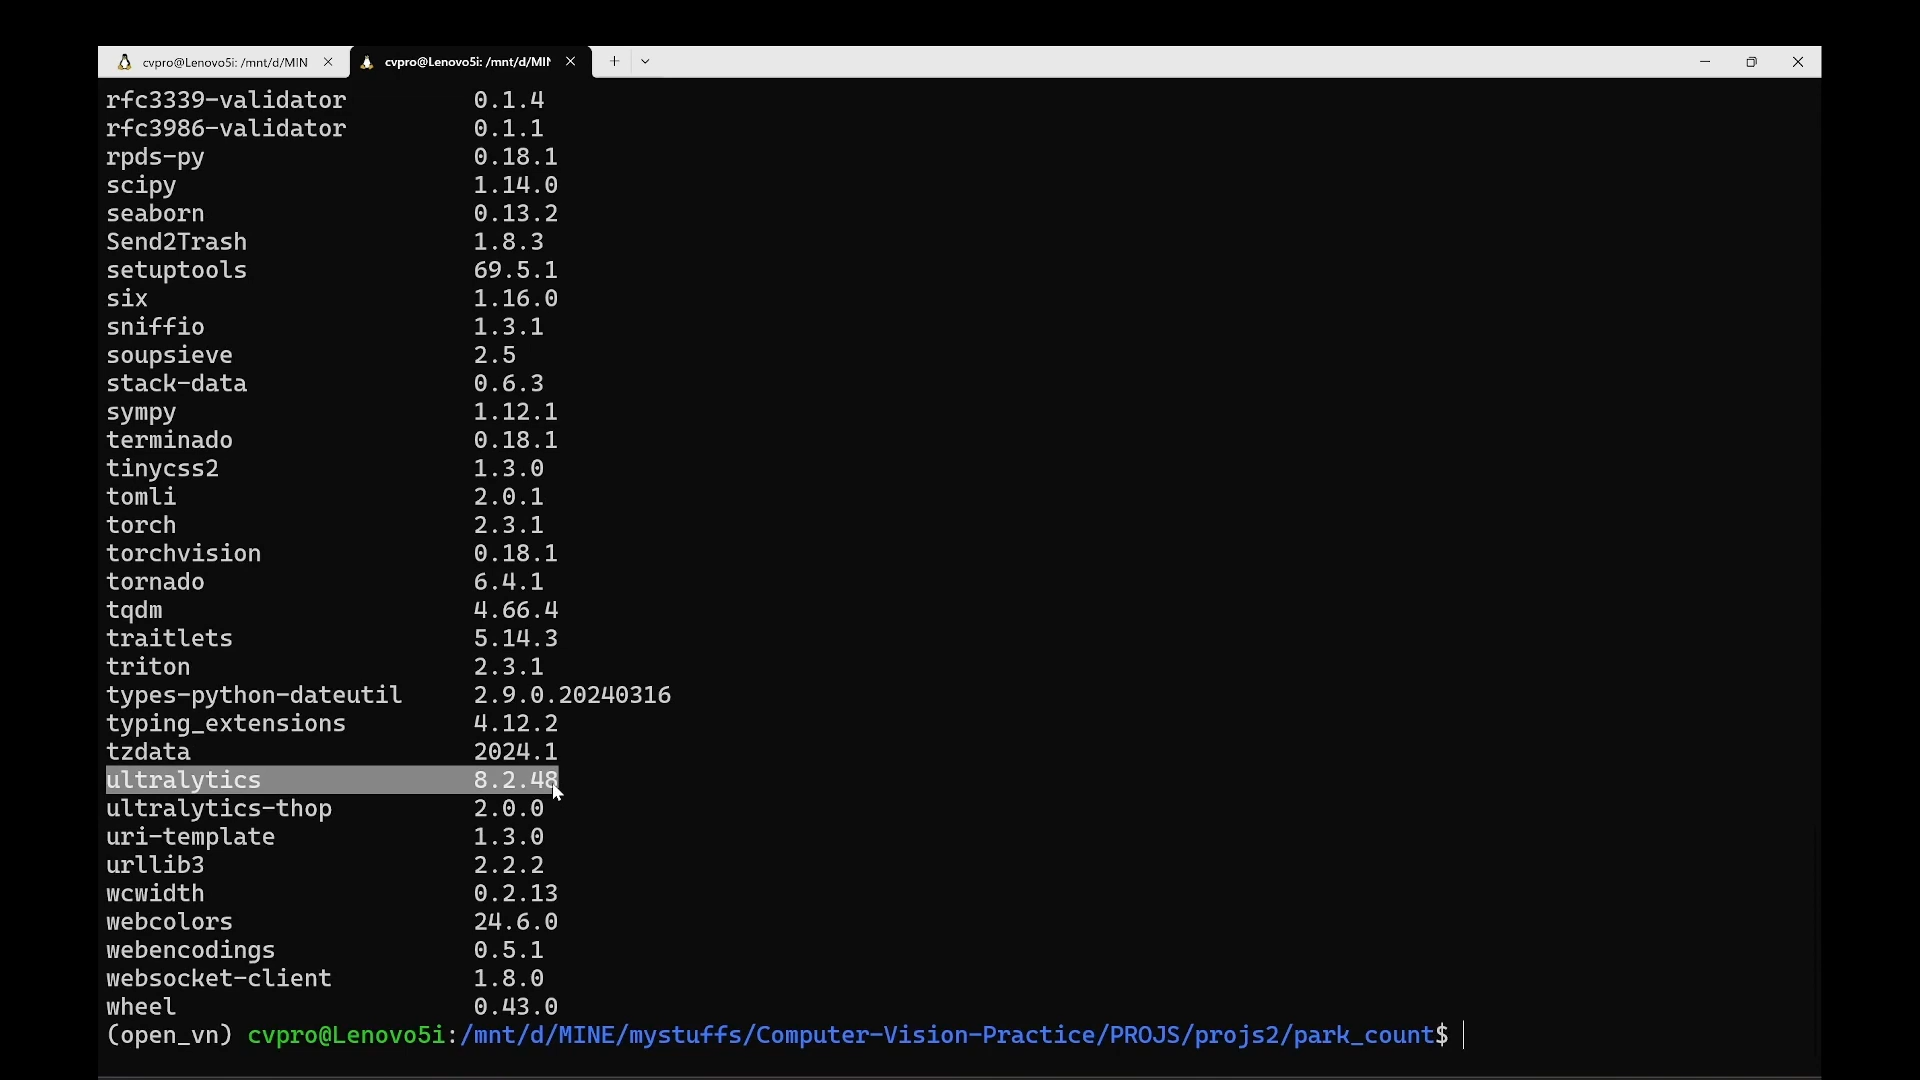 cvpro@Lenovo5i: /mnt/d/MIN
cvpro@Lenovo5i: /mnt/d/MIN
rfc3339-validator 0.1.4
rfc3986-validator 0.1.1
rpds-py 0.18.1
scipy 1.14.0
seaborn 0.13.2
Send2Trash 1.8.3
setuptools 69.5.1
six 1.16.0
sniffio 1.3.1
soupsieve 2.5
stack-data 0.6.3
sympy 1.12.1
terminado 0.18.1
tinycss2 1.3.0
tomli 2.0.1
torch 2.3.1
torchvision 0.18.1
tornado 6.4.1
tqdm 4.66.4
traitlets 5.14.3
triton 2.3.1
types-python-dateutil 2.9.0.20240316
typing_extensions 4.12.2
tzdata 2024.1
ultralytics 8.2.48
ultralytics-thop 2.0.0
uri-template 1.3.0
urllib3 2.2.2
wcwidth 0.2.13
webcolors 24.6.0
webencodings 0.5.1
websocket-client 1.8.0
wheel 0.43.0
(open_vn) cvpro@Lenovo5i:/mnt/d/MINE/mystuffs/Computer-Vision-Practice/PROJS/projs2/park_count$